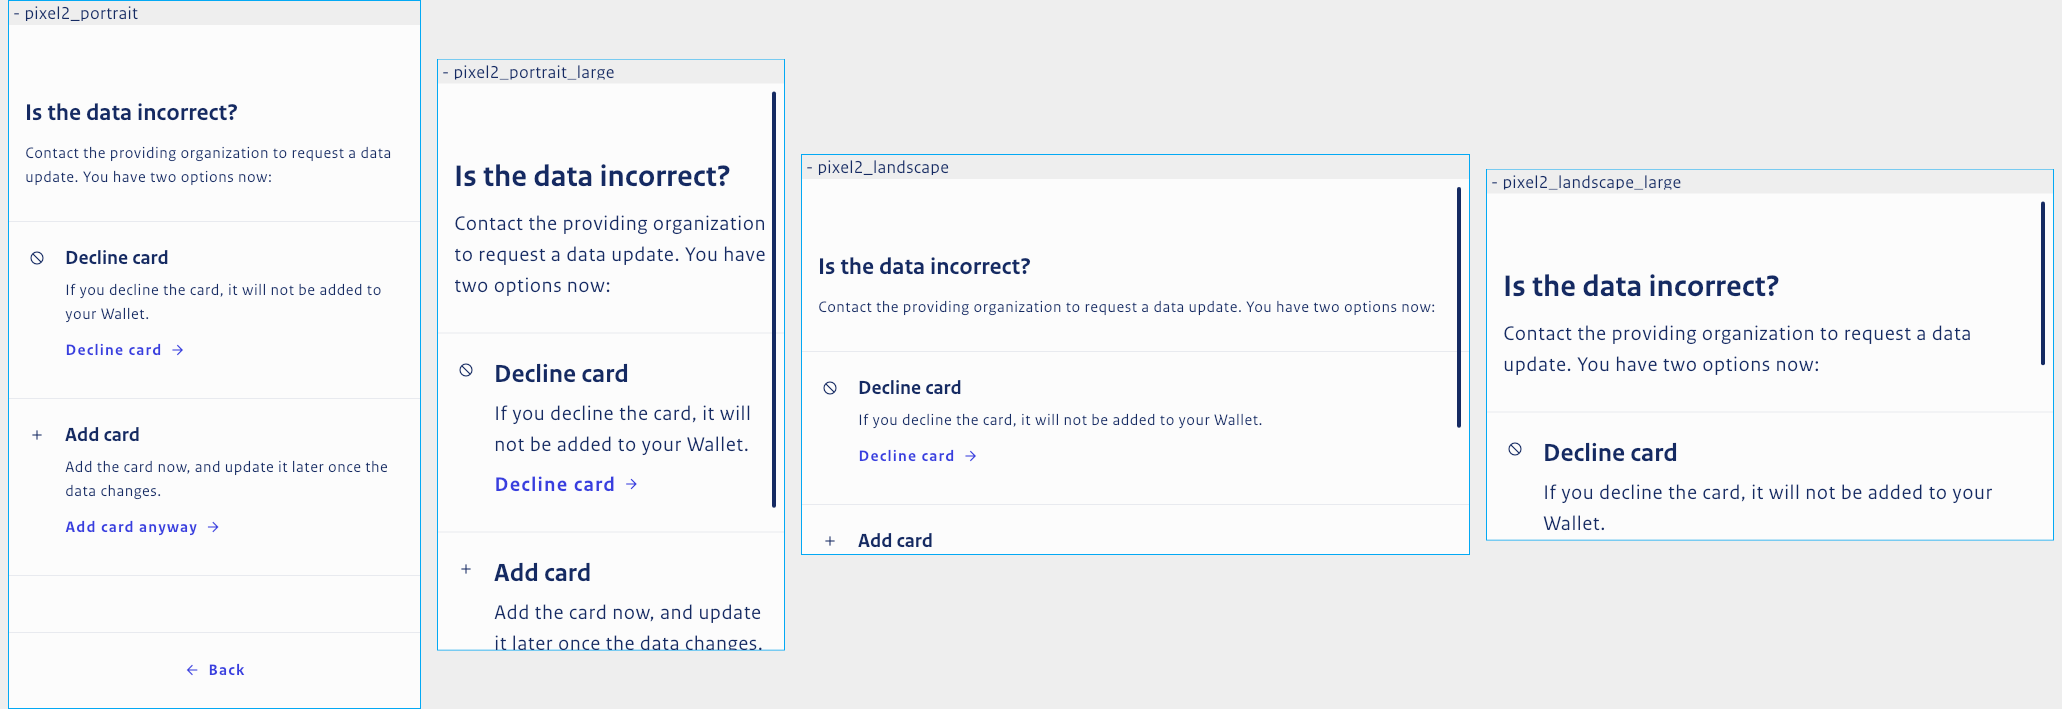 - pixel2_portrait
Is the data incorrect?
Contact the providing organization to request a data
update. You have two options now:
Decline card
If you decline the card, it will not be added to
your Wallet.
Decline card →
Add card
Add the card now, and update it later once the
data changes.
Add card anyway →
← Back
- pixel2_portrait_large
Is the data incorrect?
Contact the providing organization
to request a data update. You have
two options now:
Decline card
If you decline the card, it will
not be added to your Wallet.
Decline card →
Add card
Add the card now, and update
it later once the data changes.
- pixel2_landscape
Is the data incorrect?
Contact the providing organization to request a data update. You have two options now:
Decline card
If you decline the card, it will not be added to your Wallet.
Decline card →
Add card
- pixel2_landscape_large
Is the data incorrect?
Contact the providing organization to request a data
update. You have two options now:
Decline card
If you decline the card, it will not be added to your
Wallet.